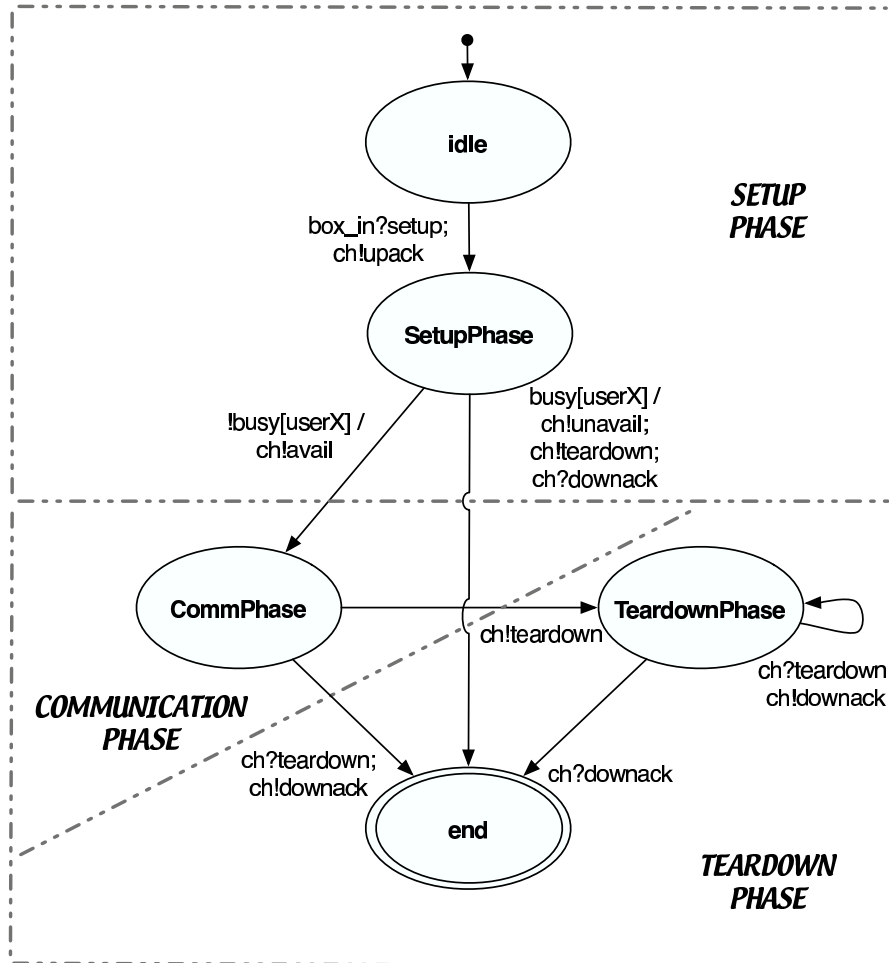 idle
SETUP
PHASE
box_in?setup;
ch!upack
SetupPhase
!busy[userX] /
ch!avail
busy[userX] /
ch!unavail;
ch!teardown;
ch?downack
CommPhase
TeardownPhase
ch!teardown
ch?teardown
ch!downack
COMMUNICATION
PHASE
ch?teardown;
ch!downack
ch?downack
end
TEARDOWN
PHASE